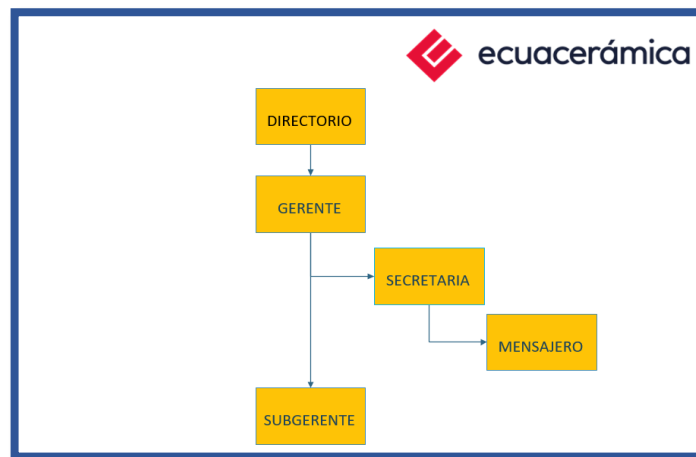 ecuacerámica
DIRECTORIO
GERENTE
SECRETARIA
MENSAJERO
SUBGERENTE